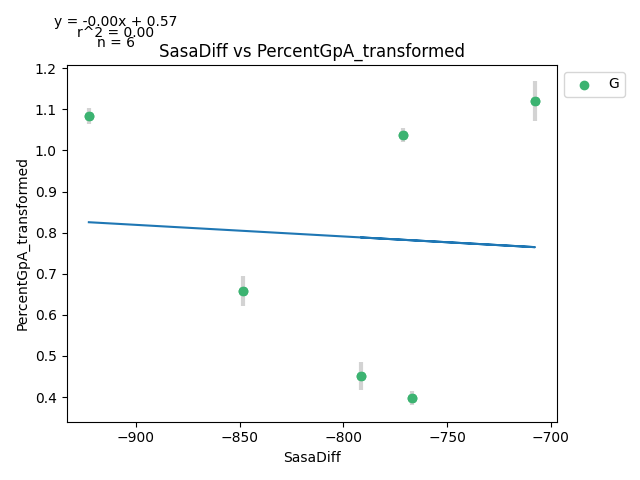 y = -0.00x + 0.57
r^2 = 0.00
n = 6
SasaDiff vs PercentGpA_transformed
G
PercentGpA_transformed
1.2
1.1
1.0
0.9
0.8
0.7
0.6
0.5
0.4
−900
−850
−800
−750
−700
SasaDiff